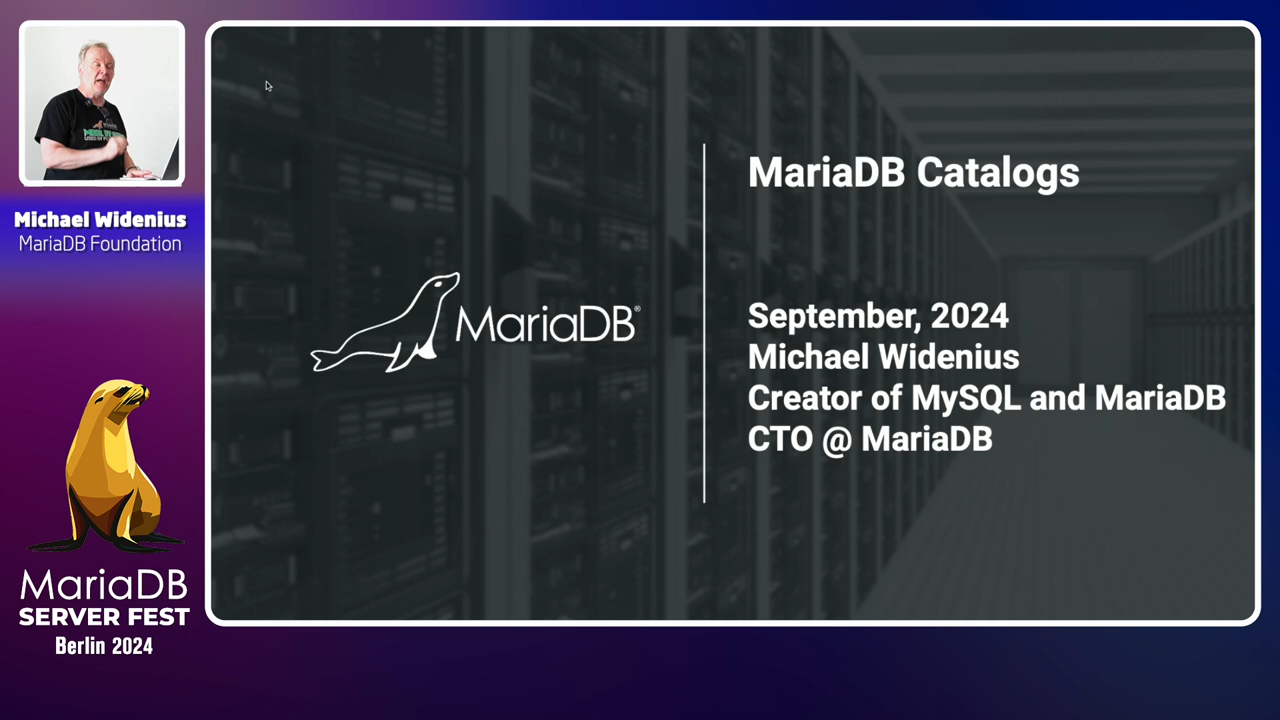 Michael Widenius
MariaDB Foundation
MariaDB
SERVER FEST
Berlin 2024
MariaDB®
MariaDB Catalogs
September, 2024
Michael Widenius
Creator of MySQL and MariaDB
CTO @ MariaDB